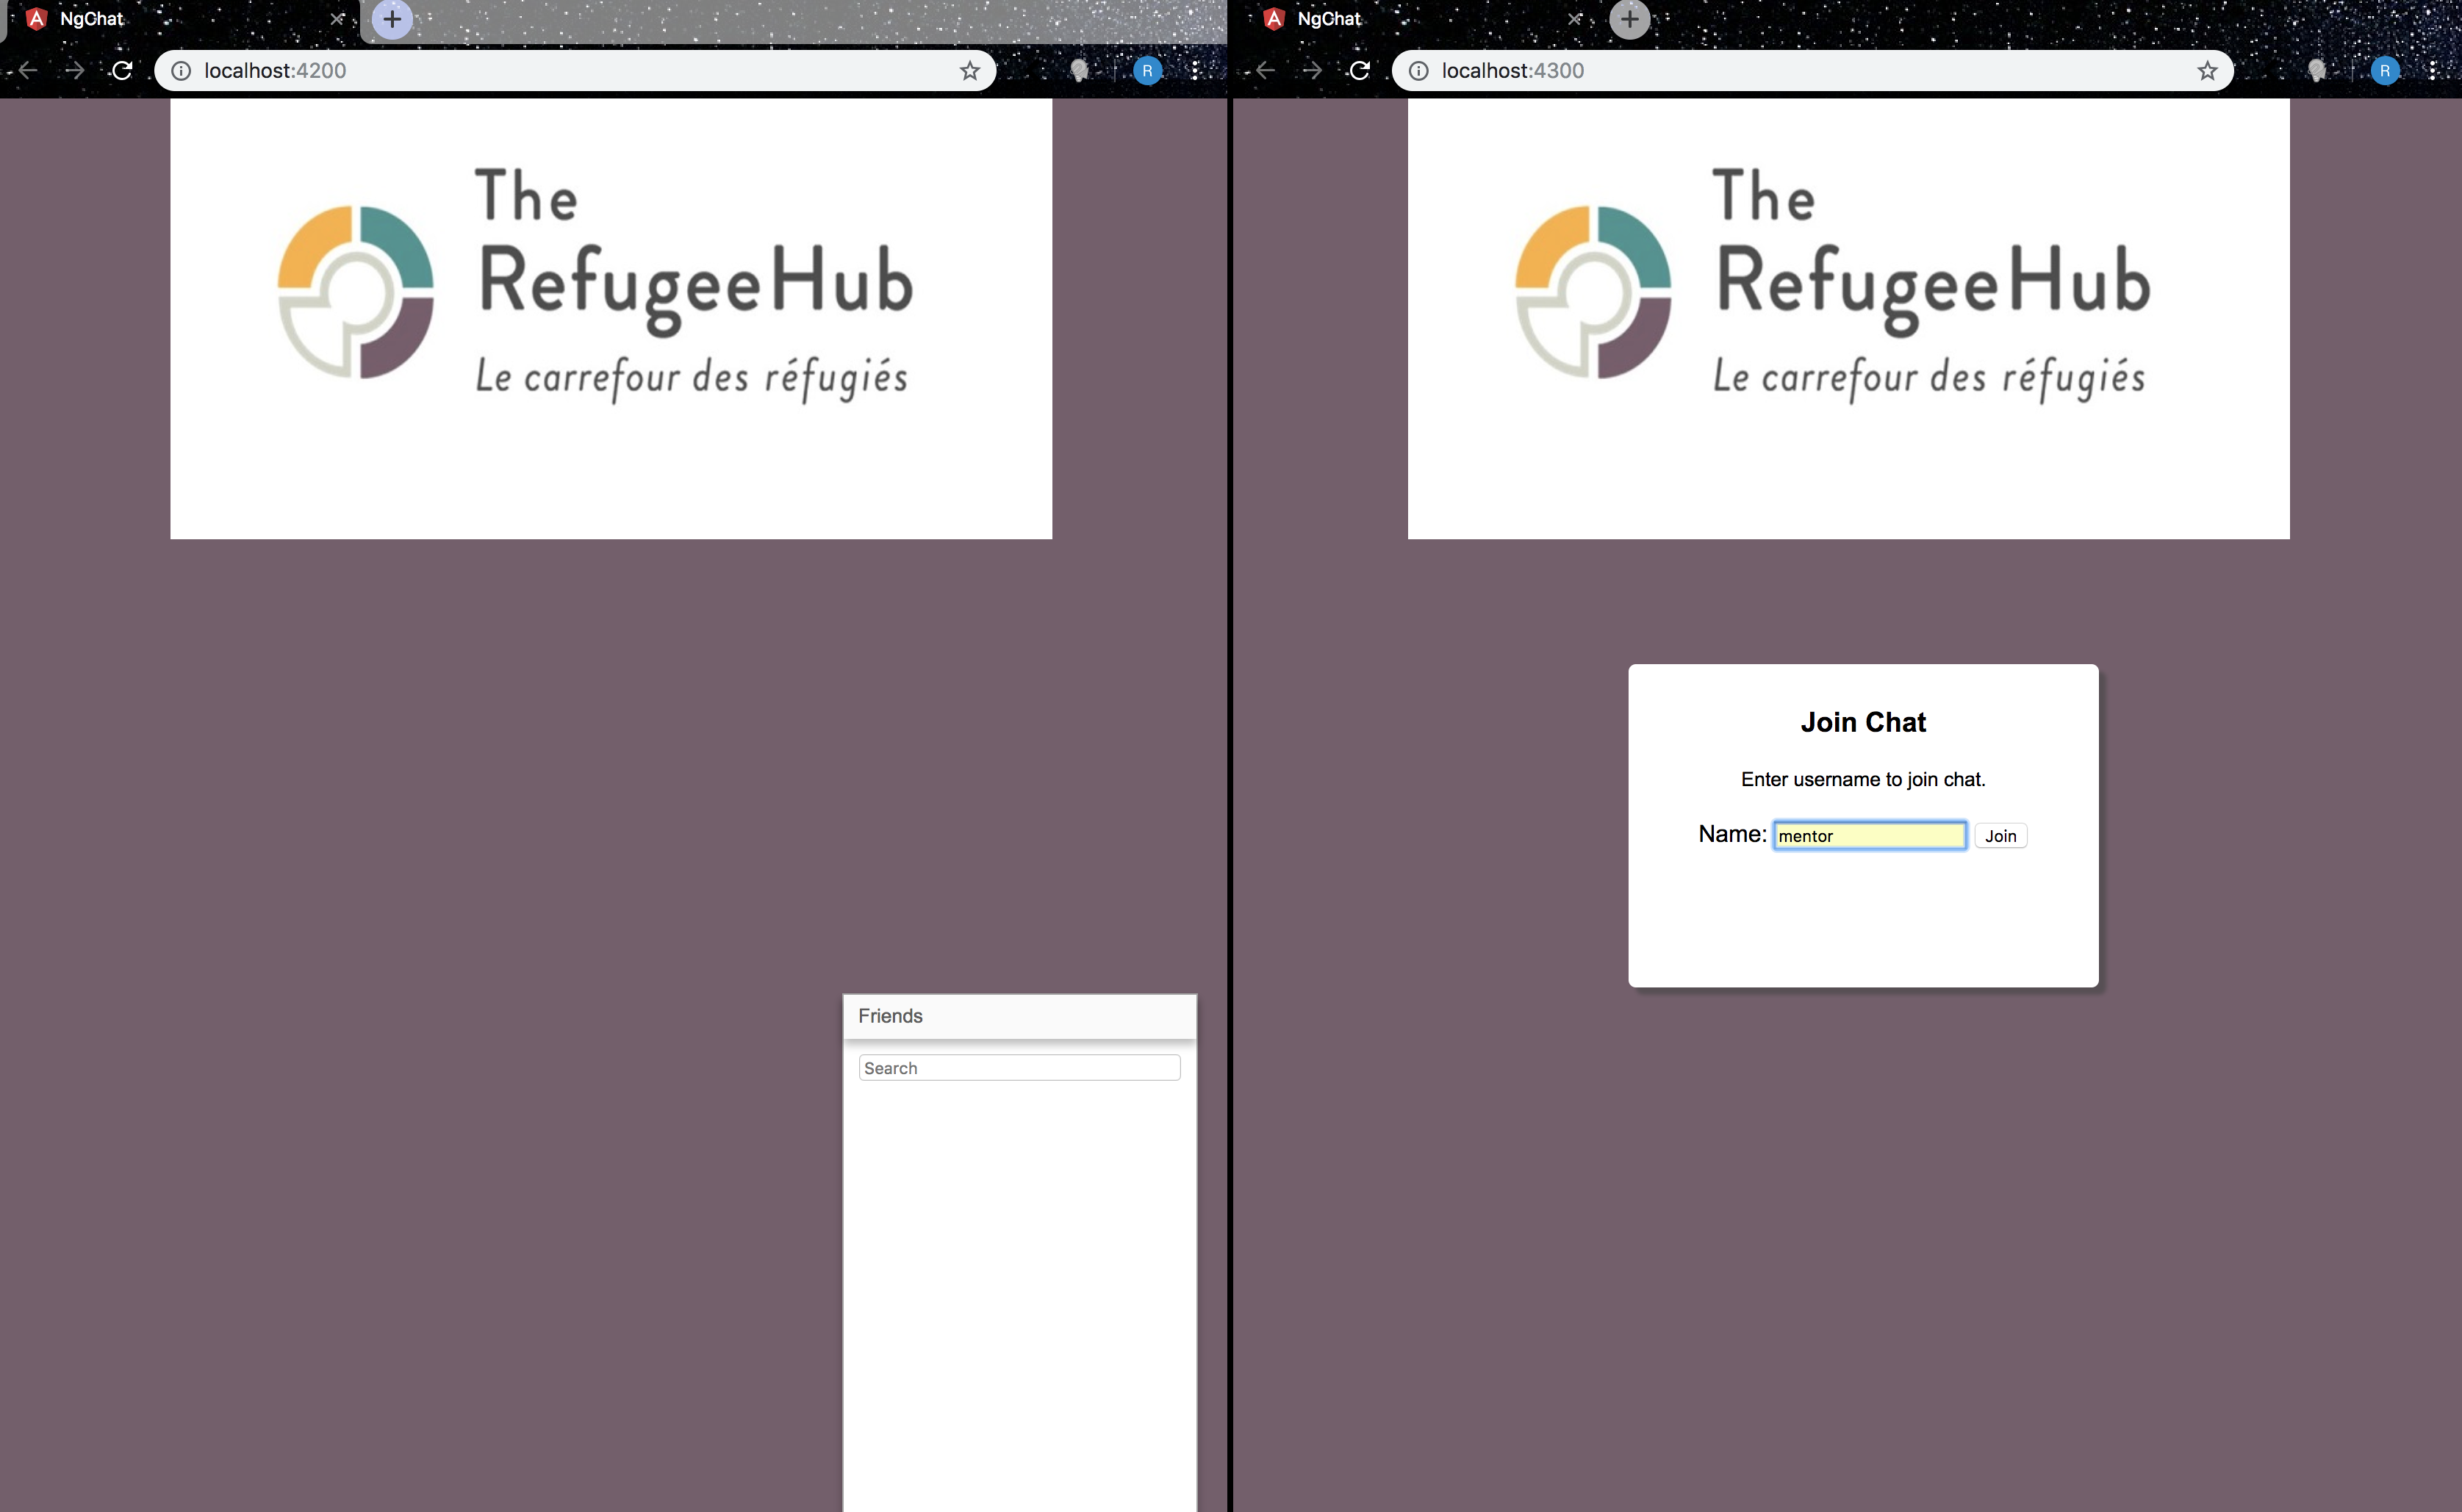 NgChat
localhost:4200
The
RefugeeHub
Le carrefour des réfugiés
Friends
Search
NgChat
localhost:4300
R
The
RefugeeHub
Le carrefour des réfugiés
Join Chat
Enter username to join chat.
Name: mentor Join
R